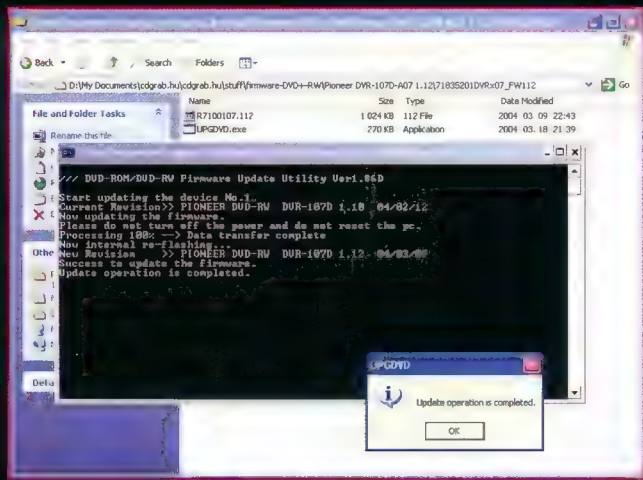 Back Search Folders
D:\My Documents\cdgrab.hu\cdgrab.hu\stuff\firmware-DVD+-RW\Pioneer DVR-107D-A07 1.12\71835201DVRx07_FW112 Go
Name Size Type Date Modified
R7100107.112 1 024 KB 112 File 2004. 03. 09 22:43
UPGDVD.exe 270 KB Application 2004. 03. 18 21:39
File and Folder Tasks
Rename this file
/// DVD-ROM/DVD-RW Firmware Update Utility Ver1.86D
Start updating the device No.1.
Current Revision>> PIONEER DVD-RW DVR-107D 1.10 04/02/12
Now updating the firmware.
Please do not turn off the power and do not reset the pc.
Processing 100% --> Data transfer complete
Now internal re-flashing...
New Revision >> PIONEER DVD-RW DVR-107D 1.12
Success to update the firmware.
Update operation is completed.
Othe
Deta
UPGDVD
Update operation is completed.
OK